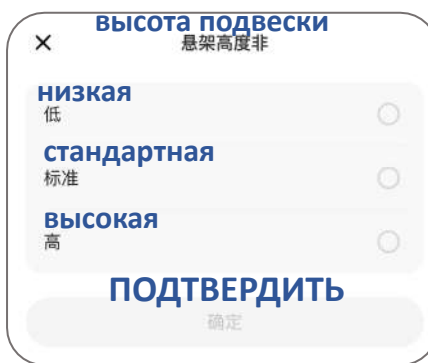 высота подвески
× 悬架高度非
низкая
低
стандартная
标准
высокая
高
ПОДТВЕРДИТЬ
确定